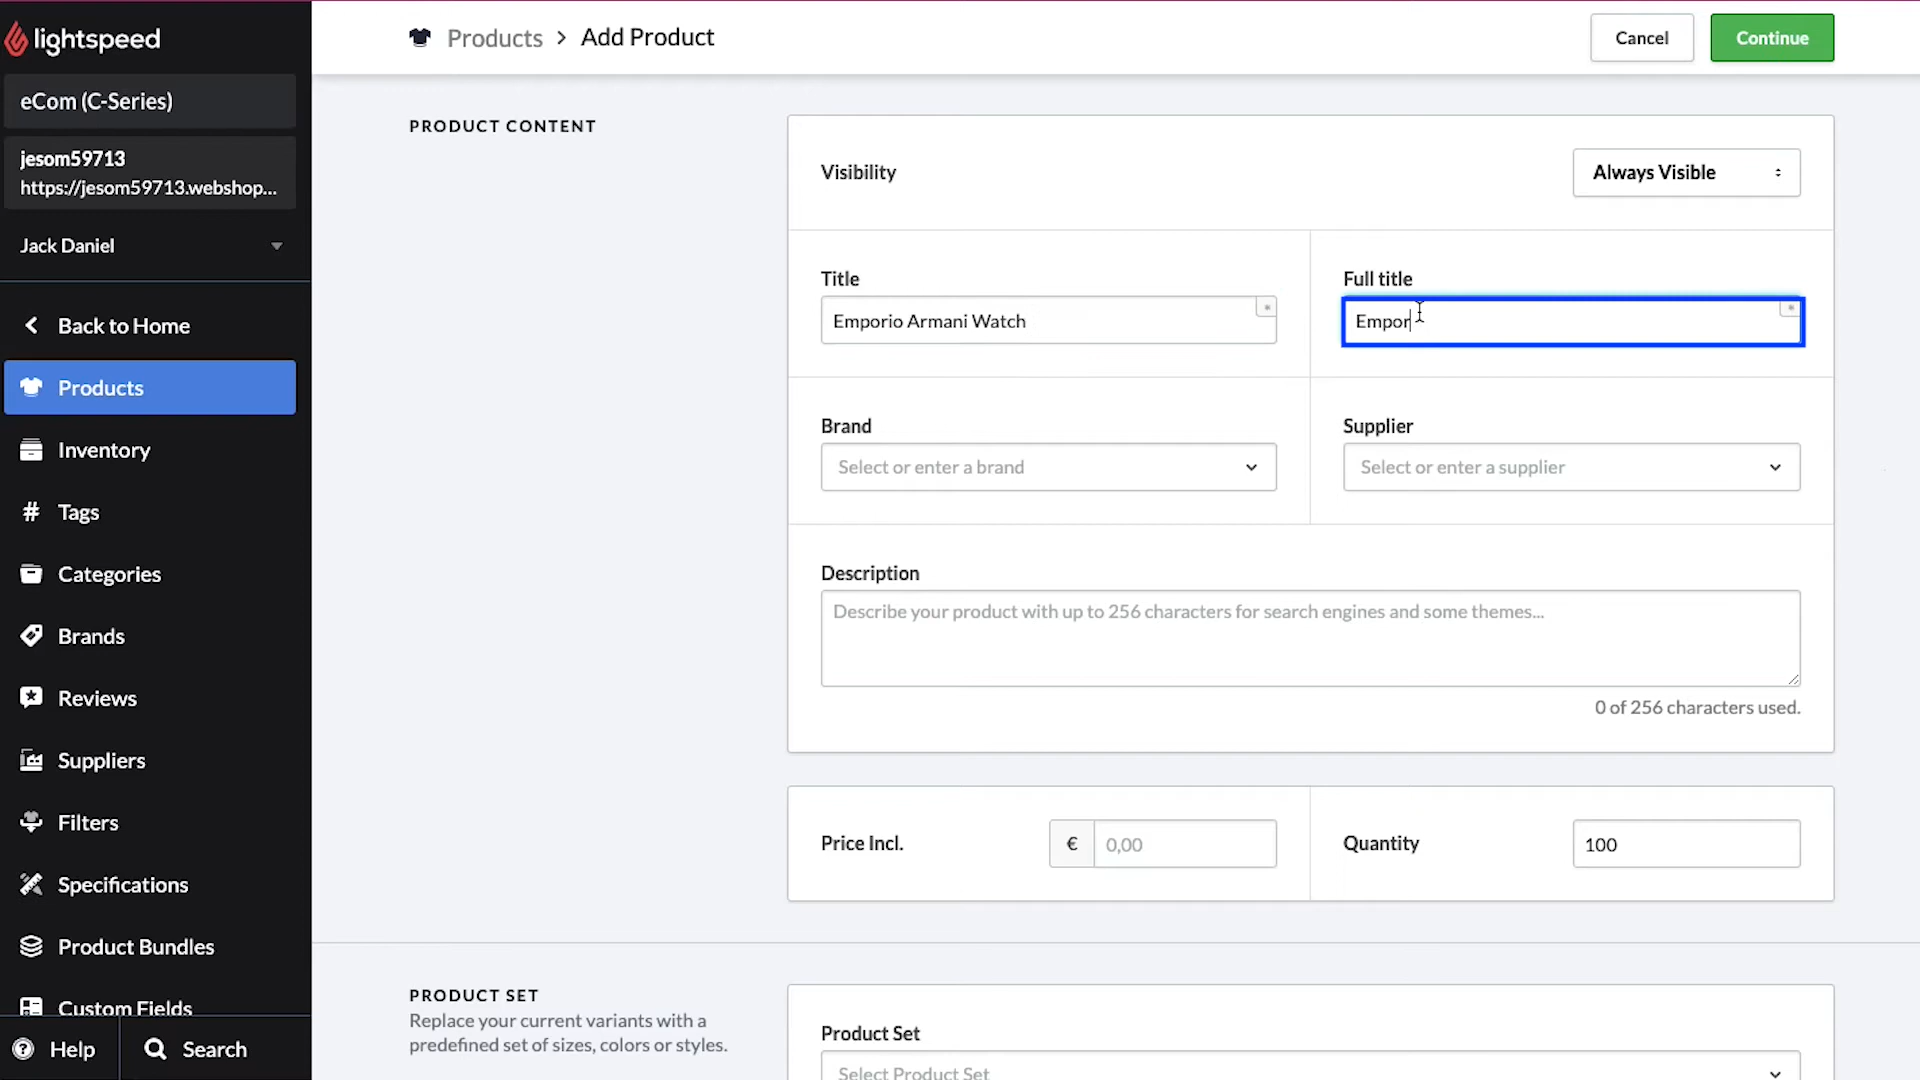 lightspeed
eCom (C-Series)
jesom59713
https://jesom59713.webshop...
Jack Daniel
Back to Home
Products
Inventory
Tags
Categories
Brands
Reviews
Suppliers
Filters
Specifications
Product Bundles
Custom Fields
Help
Search
Products > Add Product
Cancel
Continue
PRODUCT CONTENT
Visibility
Always Visible
Title
Emporio Armani Watch
Full title
Empor
Brand
Select or enter a brand
Supplier
Select or enter a supplier
Description
Describe your product with up to 256 characters for search engines and some themes...
0 of 256 characters used.
Price Incl.
€ 0,00
Quantity
100
PRODUCT SET
Replace your current variants with a
predefined set of sizes, colors or styles.
Product Set
Select Product Set